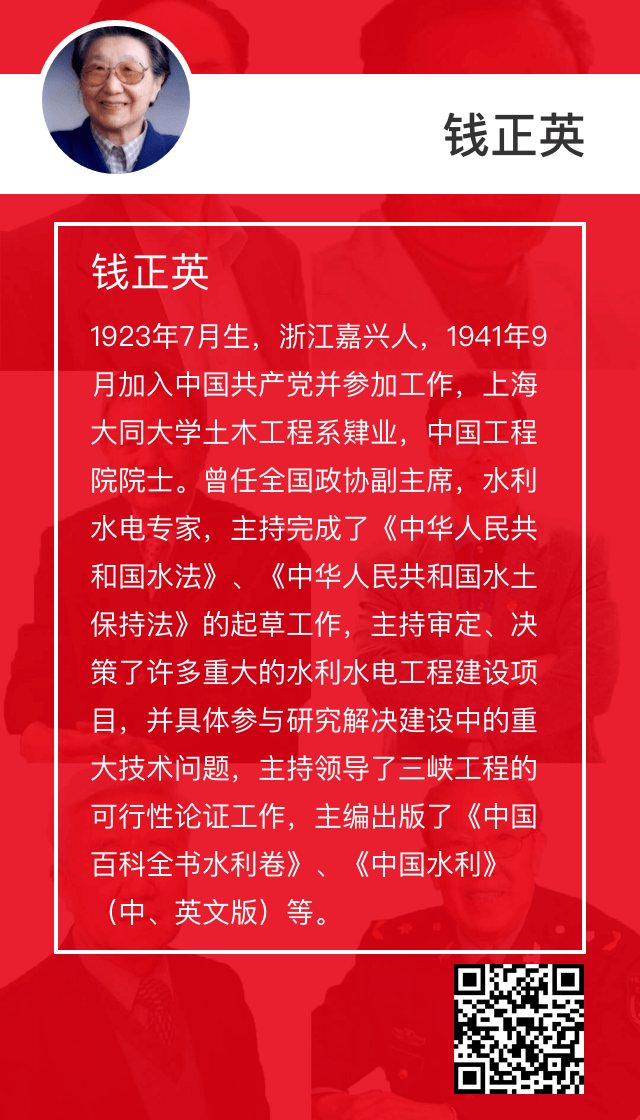 钱正英
钱正英
1923年7月生，浙江嘉兴人，1941年9
月加入中国共产党并参加工作，上海
大同大学土木工程系肄业，中国工程
院院士。曾任全国政协副主席，水利
水电专家，主持完成了《中华人民共
和国水法》、《中华人民共和国水土
保持法》的起草工作，主持审定、决
策了许多重大的水利水电工程建设项
目，并具体参与研究解决建设中的重
大技术问题，主持领导了三峡工程的
可行性论证工作，主编出版了《中国
百科全书水利卷》、《中国水利》
（中、英文版）等。